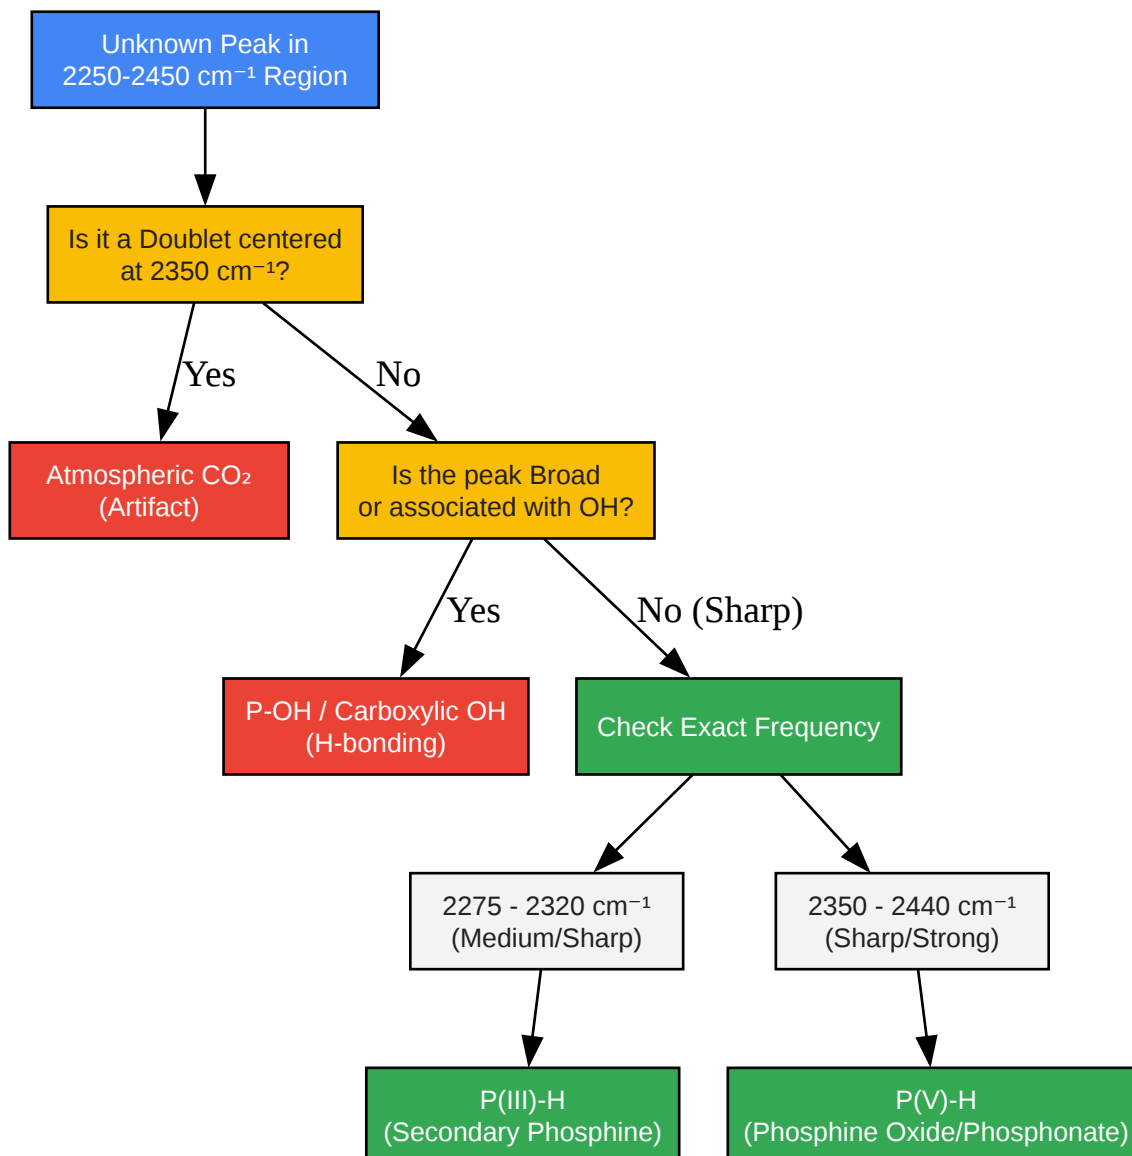 Unknown Peak in
2250-2450 cm⁻¹ Region
Is it a Doublet centered
at 2350 cm⁻¹?
Yes
No
Atmospheric CO₂
(Artifact)
Is the peak Broad
or associated with OH?
Yes
No (Sharp)
P-OH / Carboxylic OH
(H-bonding)
Check Exact Frequency
2275 - 2320 cm⁻¹
(Medium/Sharp)
2350 - 2440 cm⁻¹
(Sharp/Strong)
P(III)-H
(Secondary Phosphine)
P(V)-H
(Phosphine Oxide/Phosphonate)